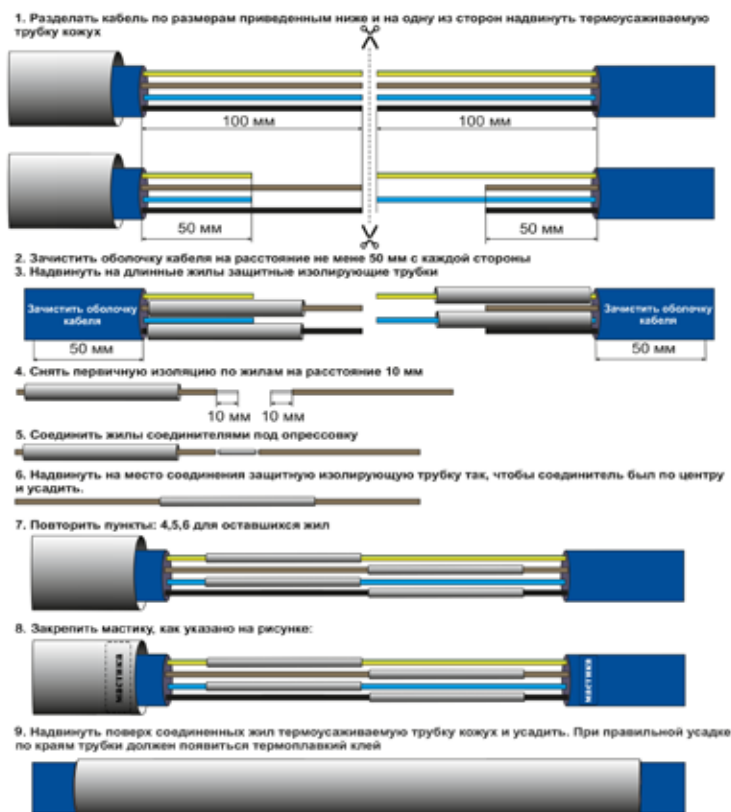 1. Разделать кабель по размерам приведенным ниже и на одну из сторон надвинуть термоусаживаемую
трубку кожух
100 мм 100 мм
50 мм 50 мм
2. Зачистить оболочку кабеля на расстояние не мене 50 мм с каждой стороны
3. Надвинуть на длинные жилы защитные изолирующие трубки
Зачистить оболочку Зачистить оболочку
кабеля кабеля
50 мм 50 мм
4. Снять первичную изоляцию по жилам на расстояние 10 мм
10 мм 10 мм
5. Соединить жилы соединителями под опрессовку
6. Надвинуть на место соединения защитную изолирующую трубку так, чтобы соединитель был по центру
и усадить.
7. Повторить пункты: 4,5,6 для оставшихся жил
8. Закрепить мастику, как указано на рисунке:
мастика мастика
9. Надвинуть поверх соединенных жил термоусаживаемую трубку кожух и усадить. При правильной усадке
по краям трубки должен появиться термоплавкий клей